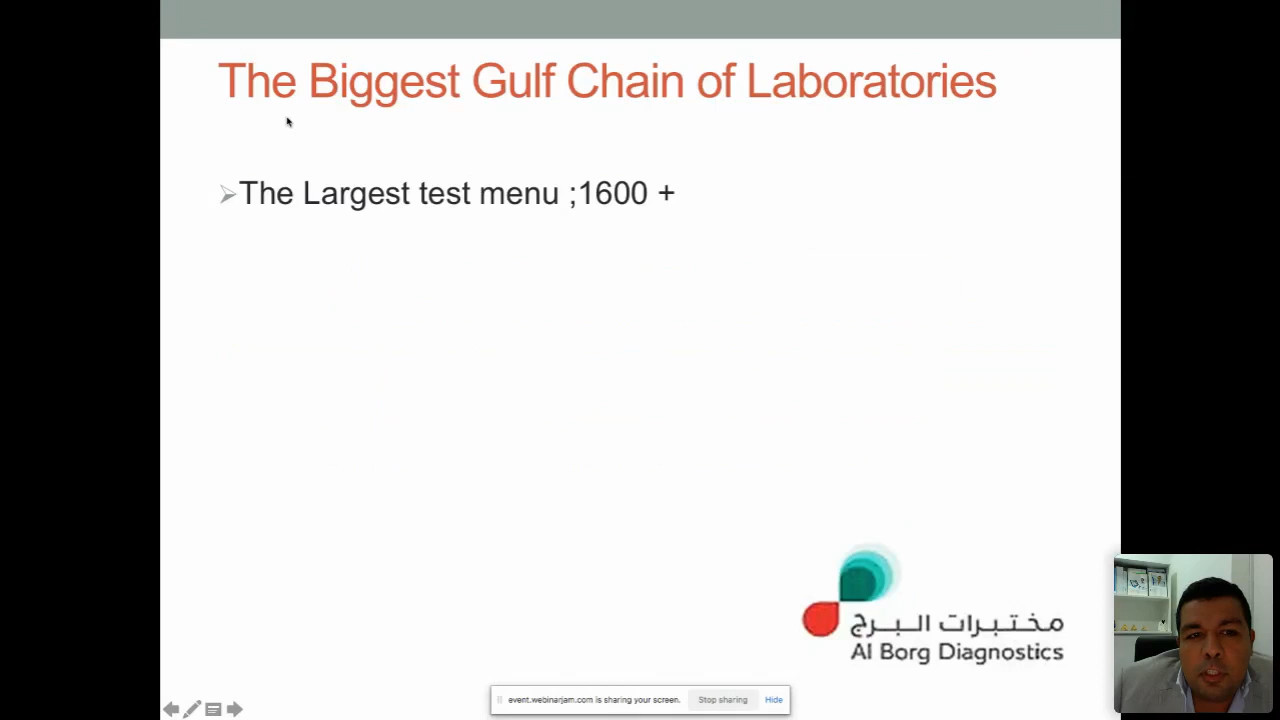 The Biggest Gulf Chain of Laboratories
The Largest test menu ;1600 +
مختبرات البرج
Al Borg Diagnostics
event.webinarjam.com is sharing your screen.
Stop sharing
Hide